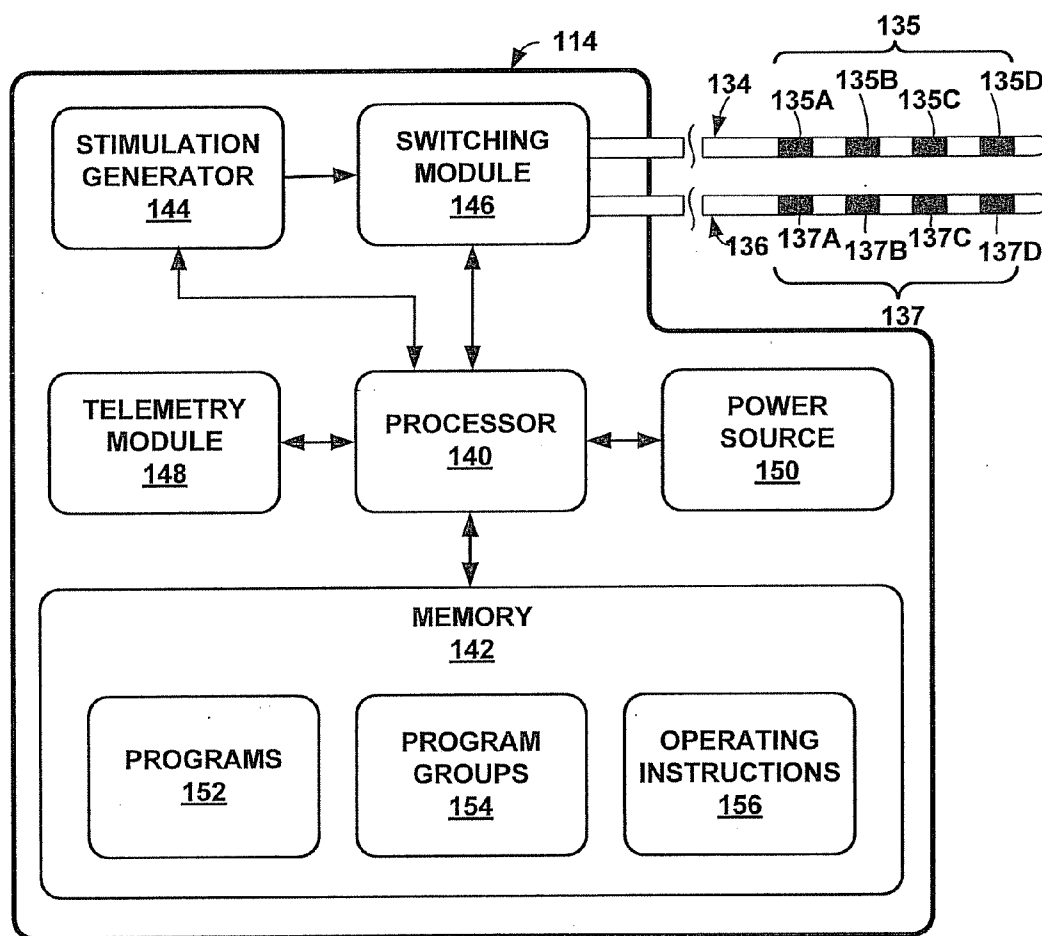 114
135
134
135A
135B
135C
135D
STIMULATION
GENERATOR
144
SWITCHING
MODULE
146
136
137A
137B
137C
137D
137
TELEMETRY
MODULE
148
PROCESSOR
140
POWER
SOURCE
150
MEMORY
142
PROGRAMS
152
PROGRAM
GROUPS
154
OPERATING
INSTRUCTIONS
156